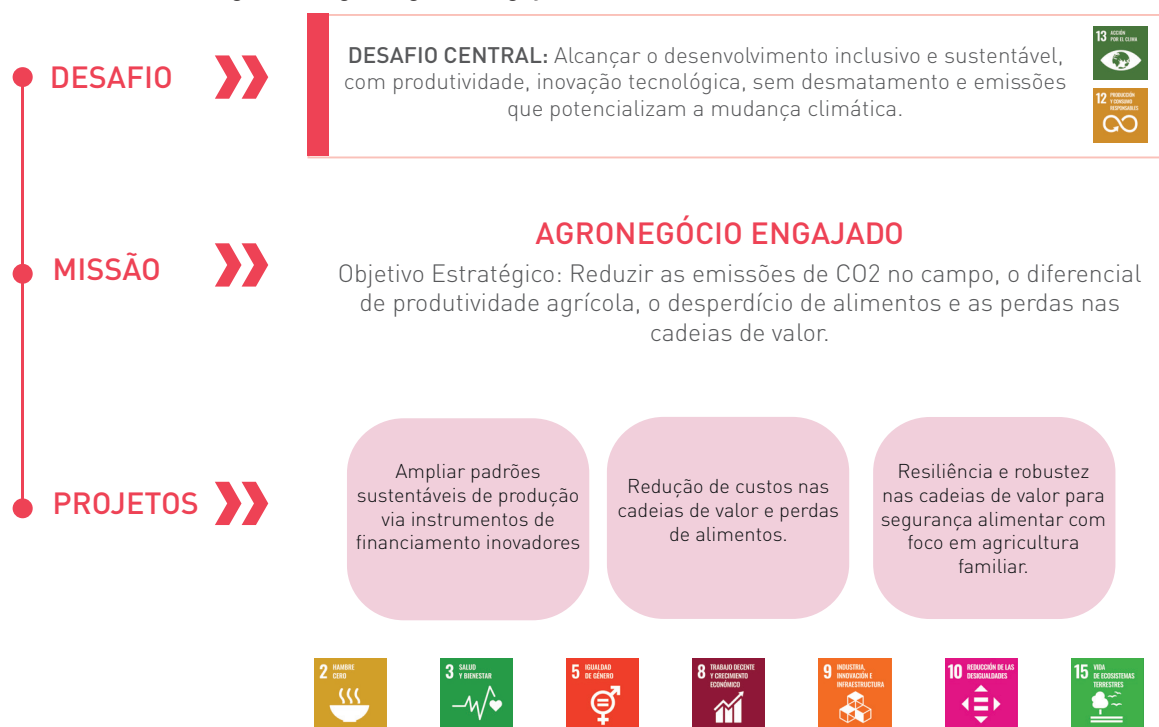 DESAFIO
DESAFIO CENTRAL: Alcançar o desenvolvimento inclusivo e sustentável,
com produtividade, inovação tecnológica, sem desmatamento e emissões
que potencializam a mudança climática.
13 ACCIÓN
POR EL CLIMA
12 PRODUCCIÓN
Y CONSUMO
RESPONSABLES
MISSÃO
AGRONEGÓCIO ENGAJADO
Objetivo Estratégico: Reduzir as emissões de CO2 no campo, o diferencial
de produtividade agrícola, o desperdício de alimentos e as perdas nas
cadeias de valor.
PROJETOS
Ampliar padrões
sustentáveis de produção
via instrumentos de
financiamento inovadores
Redução de custos nas
cadeias de valor e perdas
de alimentos.
Resiliência e robustez
nas cadeias de valor para
segurança alimentar com
foco em agricultura
familiar.
2 HAMBRE
CERO
3 SALUD
Y BIENESTAR
5 IGUALDAD
DE GÉNERO
8 TRABAJO DECENTE
Y CRECIMIENTO
ECONÓMICO
9 INDUSTRIA,
INNOVACIÓN E
INFRAESTRUCTURA
10 REDUCCIÓN DE LAS
DESIGUALDADES
15 VIDA
DE ECOSISTEMAS
TERRESTRES